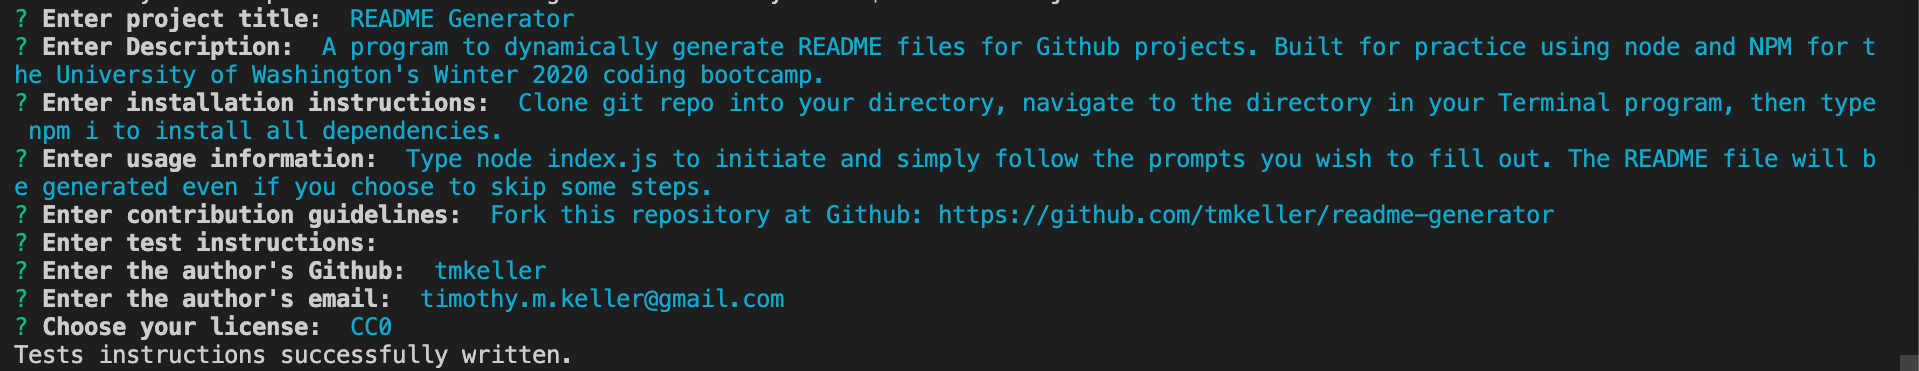 ? Enter project title:  README Generator
? Enter Description:  A program to dynamically generate README files for Github projects. Built for practice using node and NPM for t
he University of Washington's Winter 2020 coding bootcamp.
? Enter installation instructions:  Clone git repo into your directory, navigate to the directory in your Terminal program, then type
 npm i to install all dependencies.
? Enter usage information:  Type node index.js to initiate and simply follow the prompts you wish to fill out. The README file will b
e generated even if you choose to skip some steps.
? Enter contribution guidelines:  Fork this repository at Github: https://github.com/tmkeller/readme-generator
? Enter test instructions:
? Enter the author's Github:  tmkeller
? Enter the author's email:  timothy.m.keller@gmail.com
? Choose your license:  CC0
Tests instructions successfully written.